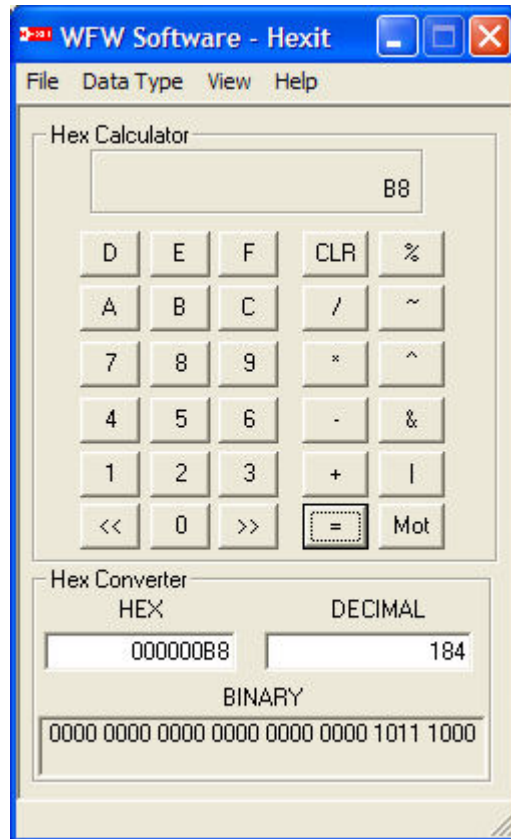 WFW Software - Hexit
File Data Type View Help
Hex Calculator
B8
D E F CLR %
A B C / ~
7 8 9 * ^
4 5 6 - &
1 2 3 + |
<< 0 >> = Mot
Hex Converter
HEX DECIMAL
000000B8 184
BINARY
0000 0000 0000 0000 0000 0000 1011 1000